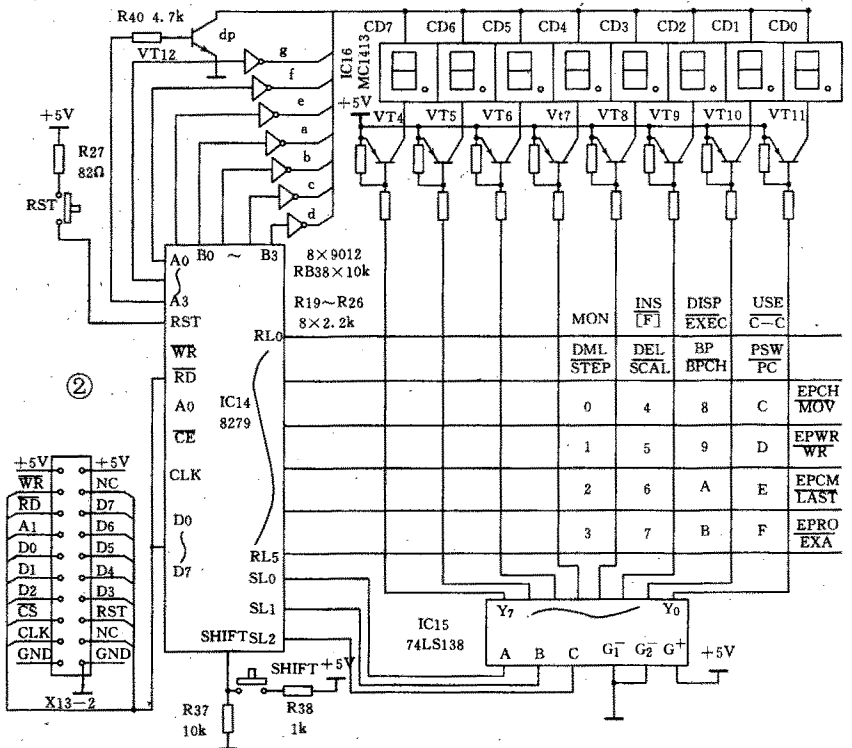 R40 4.7k
dp
VT12
g
f
e
a
b
c
d
IC16
MC1413
CD7 CD6 CD5 CD4 CD3 CD2 CD1 CD0
+5V
VT4 VT5 VT6 Vt7 VT8 VT9 VT10 VT11
+5V
R27
82Ω
RST
A0
A3
B0 ~ B3
RST
WR
RD
A0
CE
CLK
D0
D7
IC14
8279
RL0
RL5
SL0
SL1
SL2
SHIFT
8×9012
RB38×10k
R19~R26
8×2.2k
MON INS DISP USE
[F] EXEC C—C
DML DEL BP PSW
STEP SCAL BPCH PC
0 4 8 C EPCH
MOV
1 5 9 D EPWR
WR
2 6 A E EPCM
LAST
3 7 B F EPRO
EXA
②
+5V +5V
WR NC
RD D7
A1 D6
D0 D5
D1 D4
D2 D3
CS RST
CLK NC
GND GND
X13-2
IC15
74LS138
Y7 Y0
A B C G1⁻ G2⁻ G⁺
+5V
SHIFT +5V
R37
10k
R38
1k